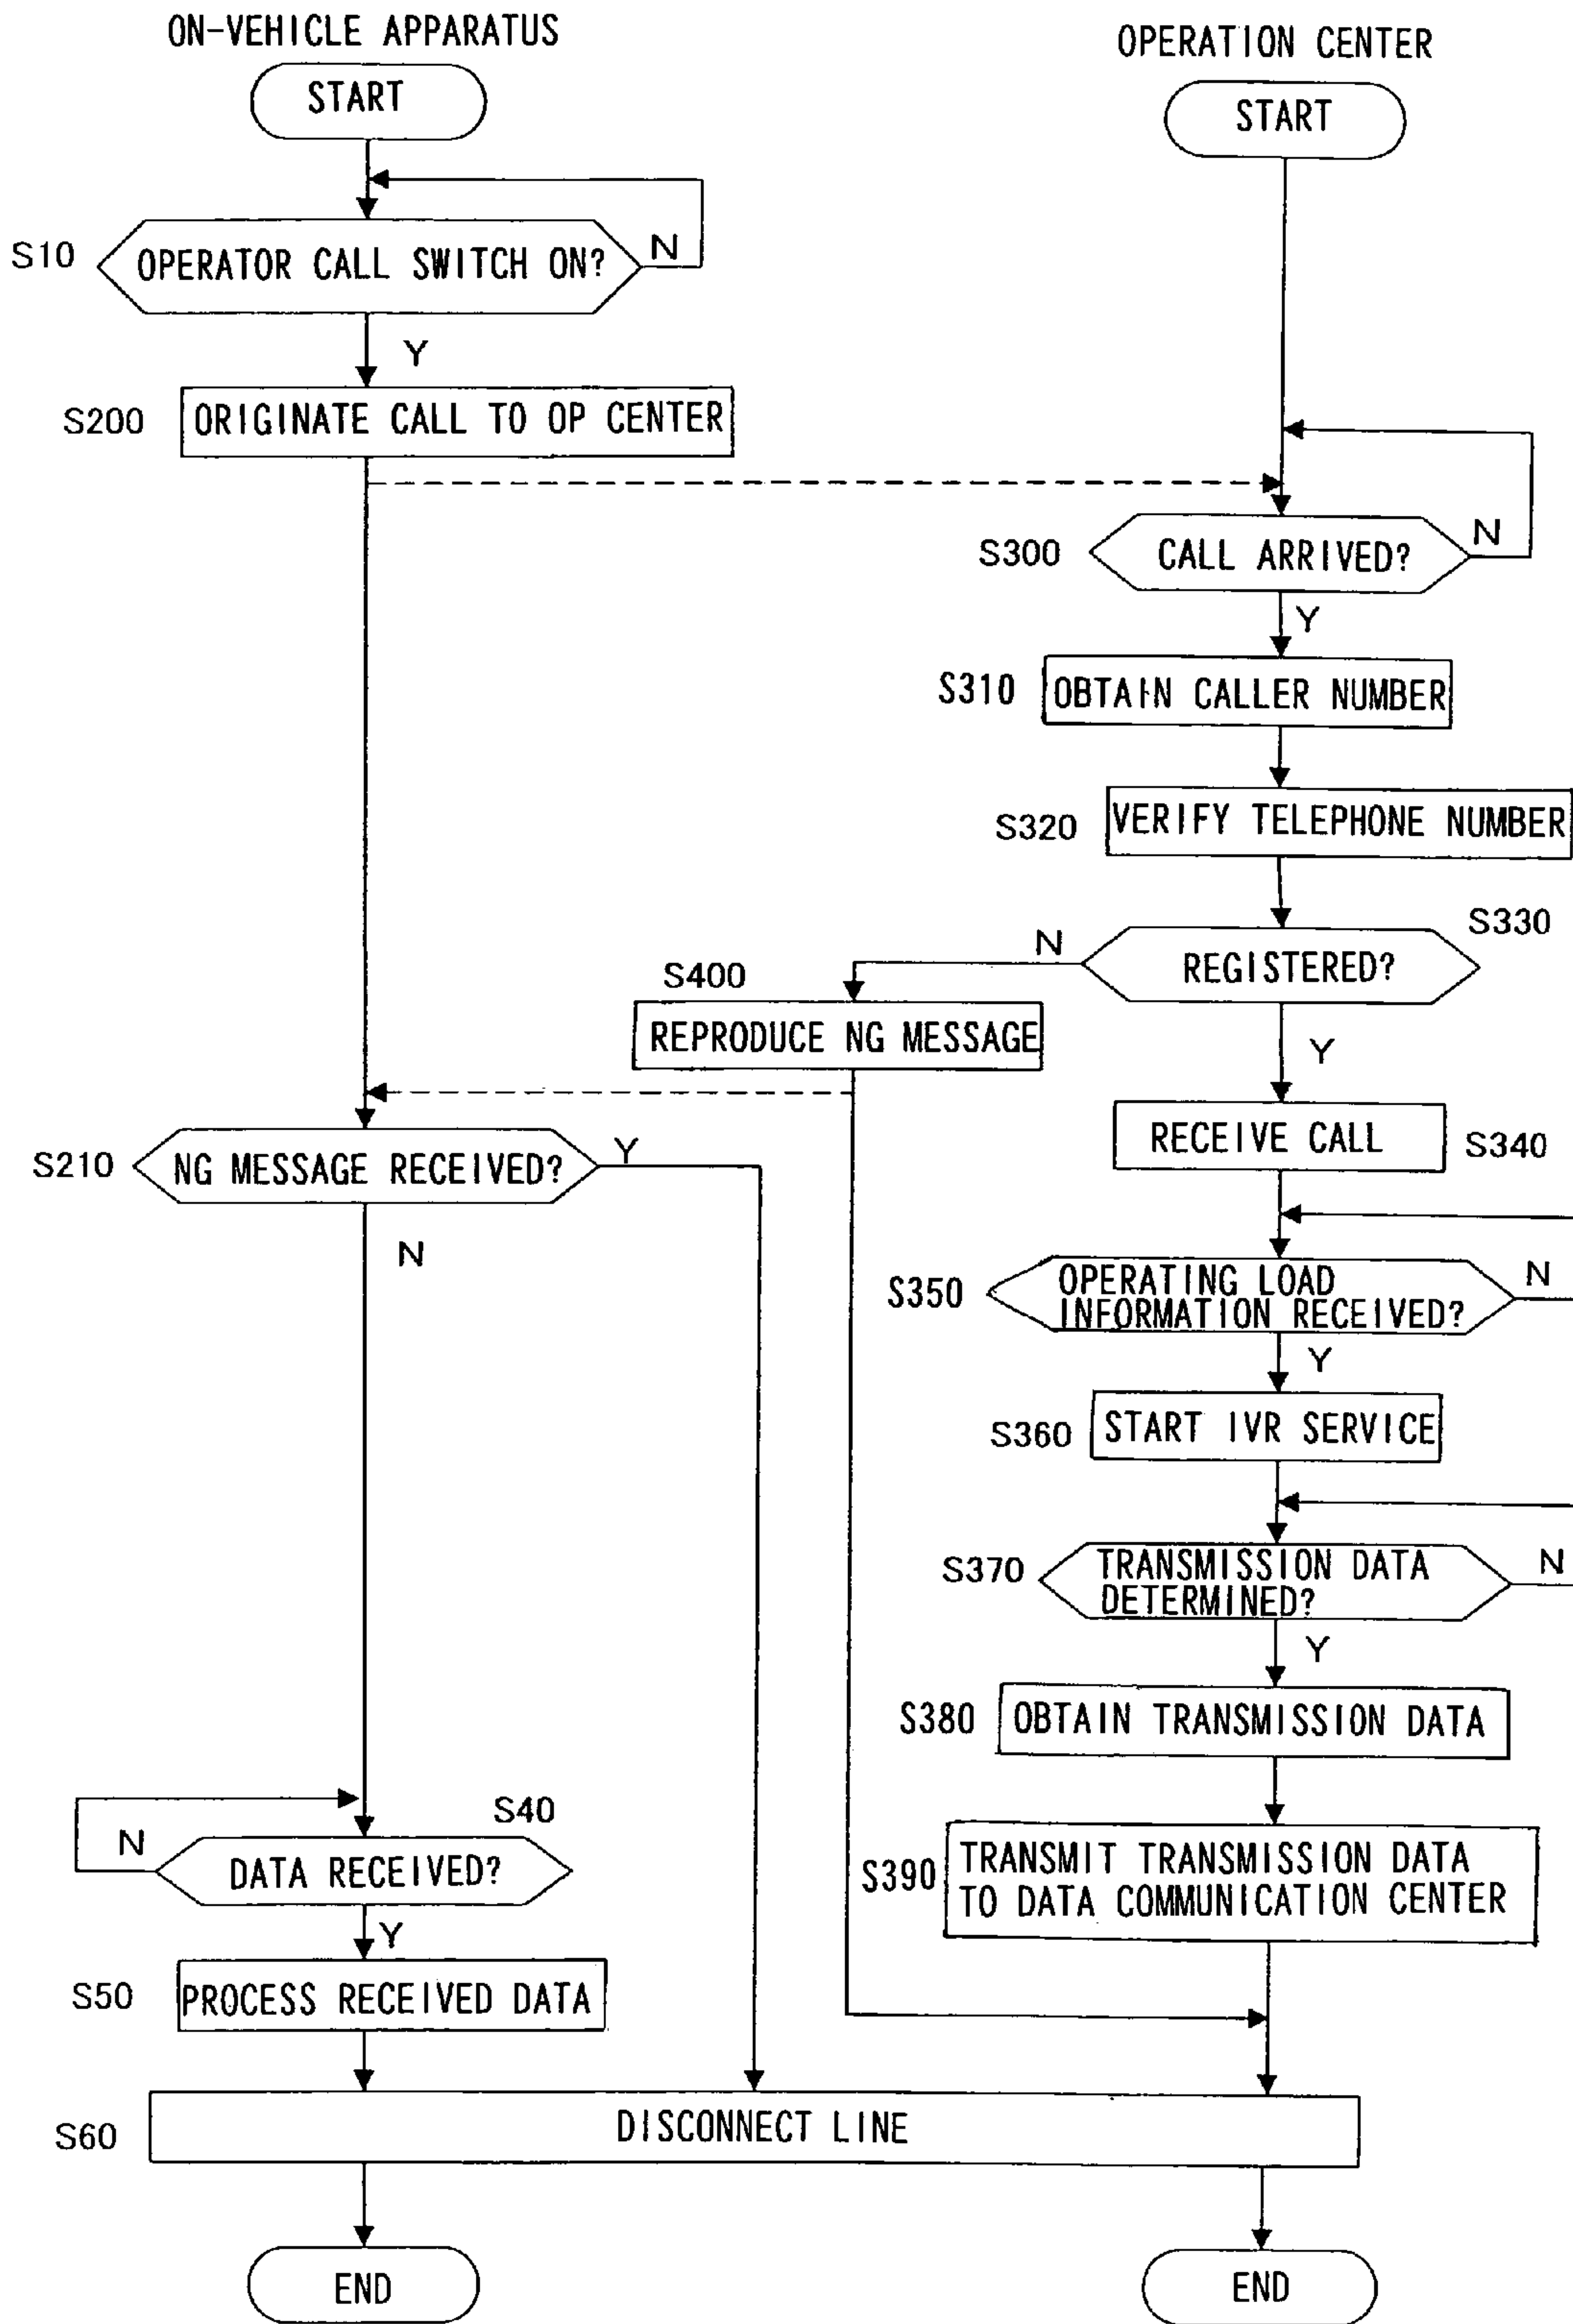 ON-VEHICLE APPARATUS
START
S10
OPERATOR CALL SWITCH ON?
N
Y
S200
ORIGINATE CALL TO OP CENTER
OPERATION CENTER
START
S300
CALL ARRIVED?
N
Y
S310
OBTAIN CALLER NUMBER
S320
VERIFY TELEPHONE NUMBER
S330
N
REGISTERED?
S400
REPRODUCE NG MESSAGE
Y
RECEIVE CALL
S340
S210
NG MESSAGE RECEIVED?
Y
N
S350
OPERATING LOAD
INFORMATION RECEIVED?
N
Y
S360
START IVR SERVICE
S370
TRANSMISSION DATA
DETERMINED?
N
Y
S380
OBTAIN TRANSMISSION DATA
S390
TRANSMIT TRANSMISSION DATA
TO DATA COMMUNICATION CENTER
S40
N
DATA RECEIVED?
Y
S50
PROCESS RECEIVED DATA
S60
DISCONNECT LINE
END
END